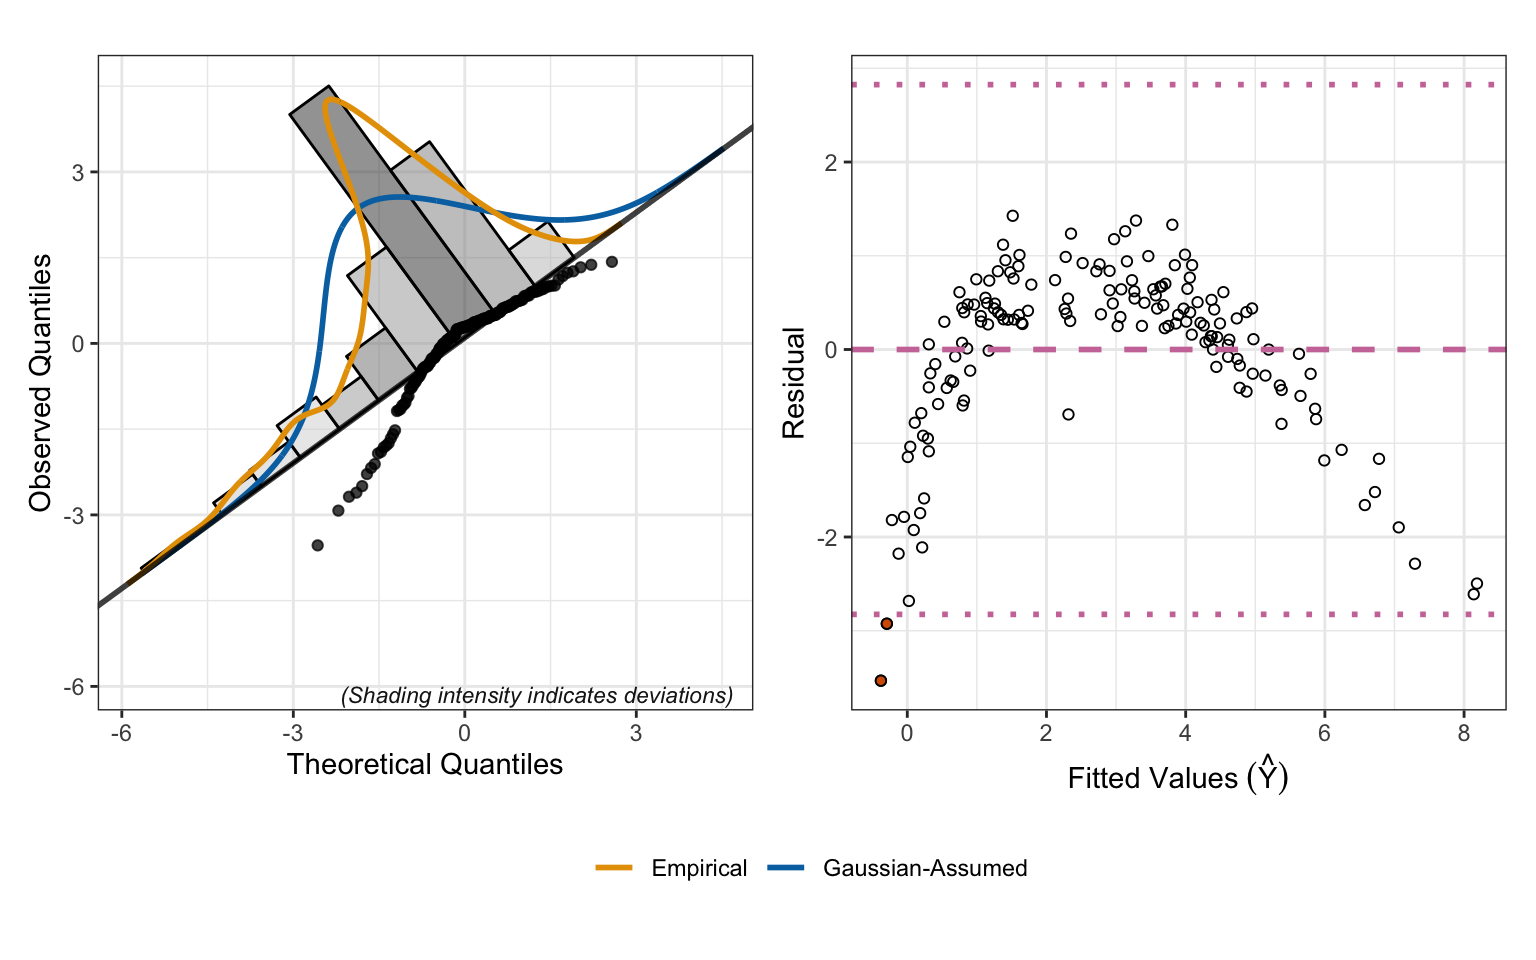 Observed Quantiles
3
0
-3
-6
(Shading intensity indicates deviations)
-6 -3 0 3
Theoretical Quantiles
Residual
2
0
-2
0 2 4 6 8
Fitted Values (Ŷ)
Empirical Gaussian-Assumed